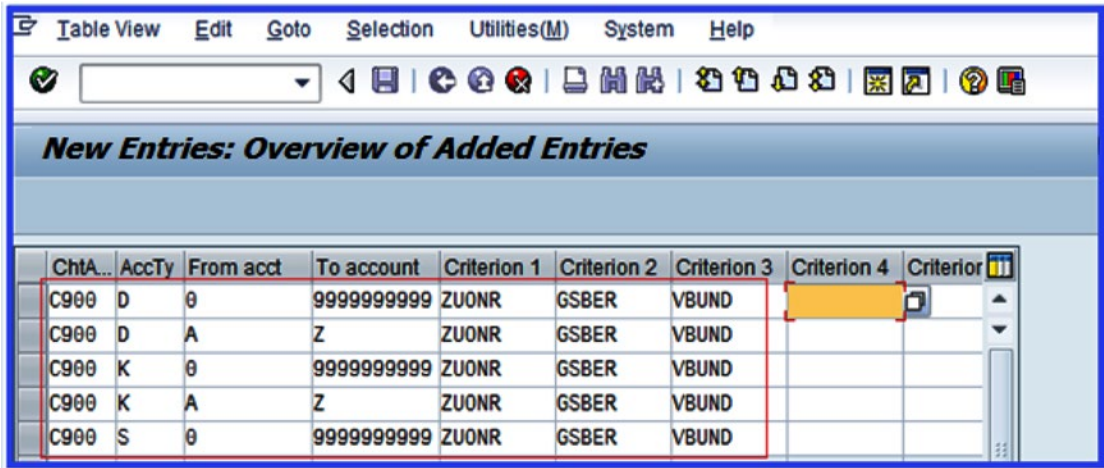 Table View Edit Goto Selection Utilities(M) System Help
New Entries: Overview of Added Entries
ChtA... AccTy From acct To account Criterion 1 Criterion 2 Criterion 3 Criterion 4 Criterior
C900 D 0 9999999999 ZUONR GSBER VBUND
C900 D A Z ZUONR GSBER VBUND
C900 K 0 9999999999 ZUONR GSBER VBUND
C900 K A Z ZUONR GSBER VBUND
C900 S 0 9999999999 ZUONR GSBER VBUND